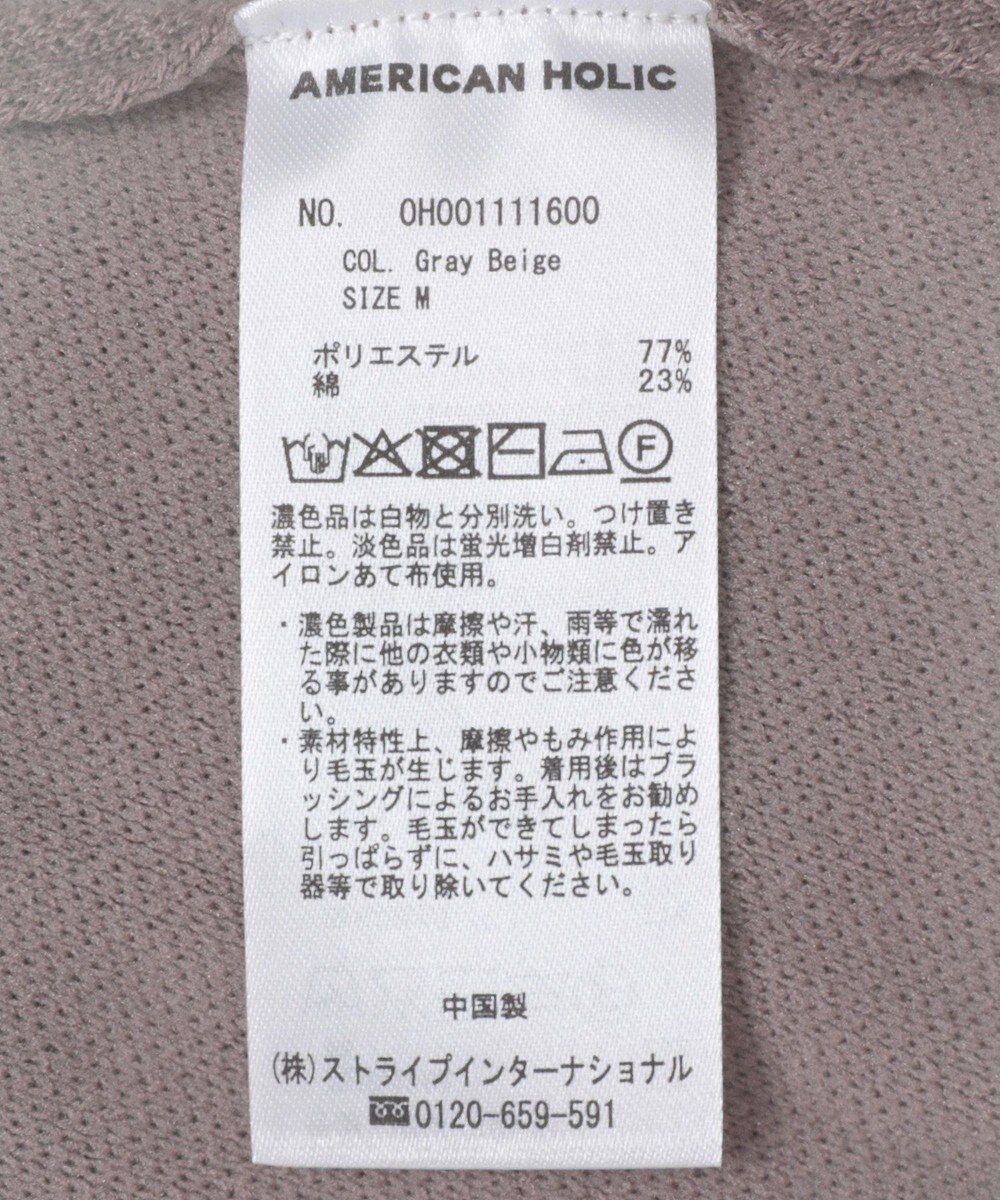 AMERICAN HOLIC
NO. 0H001111600
COL. Gray Beige
SIZE M
ポリエステル 77%
綿 23%
F
濃色品は白物と分別洗い。つけ置き
禁止。淡色品は蛍光増白剤禁止。ア
イロンあて布使用。
・濃色製品は摩擦や汗、雨等で濡れ
た際に他の衣類や小物類に色が移
る事がありますのでご注意くださ
い。
・素材特性上、摩擦やもみ作用によ
り毛玉が生じます。着用後はブラ
ッシングによるお手入れをお勧め
します。毛玉ができてしまったら
引っぱらずに、ハサミや毛玉取り
器等で取り除いてください。
中国製
(株)ストライプインターナショナル
0120-659-591